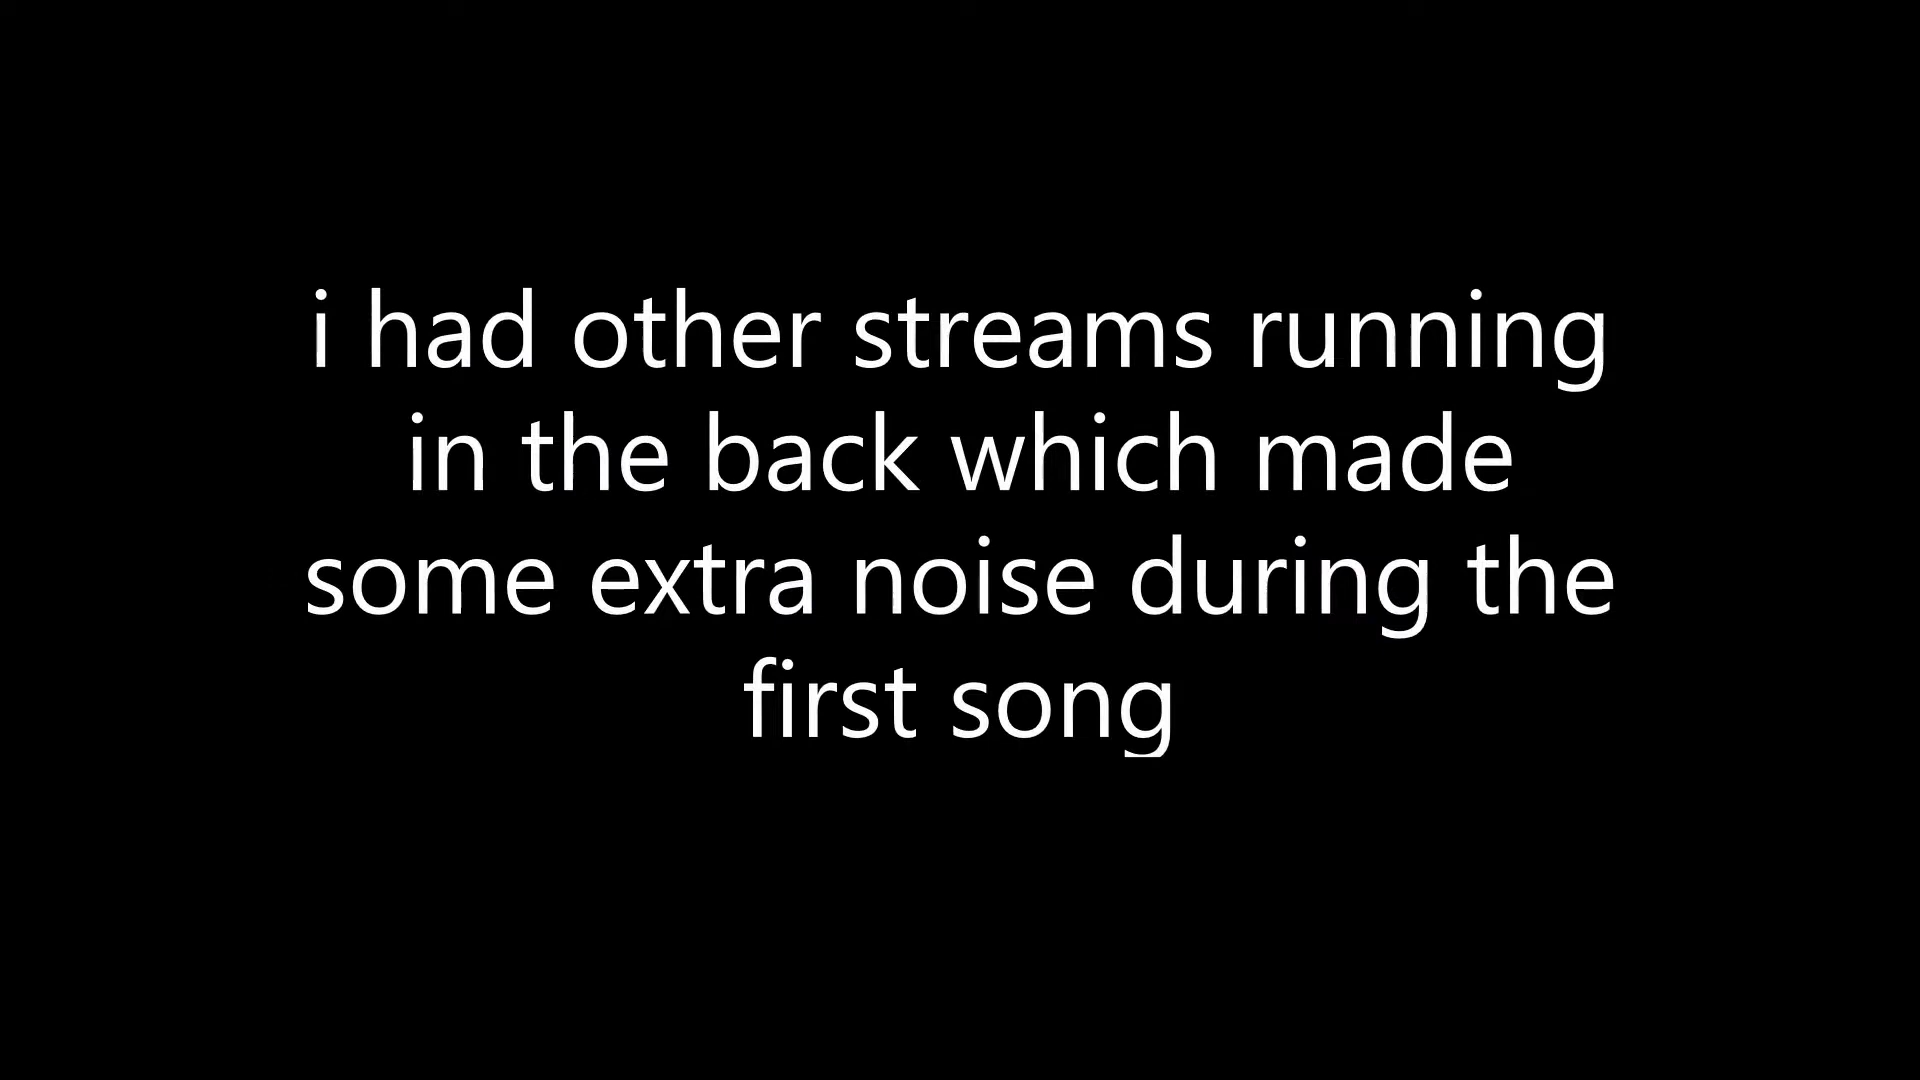 i had other streams running
in the back which made
some extra noise during the
first song